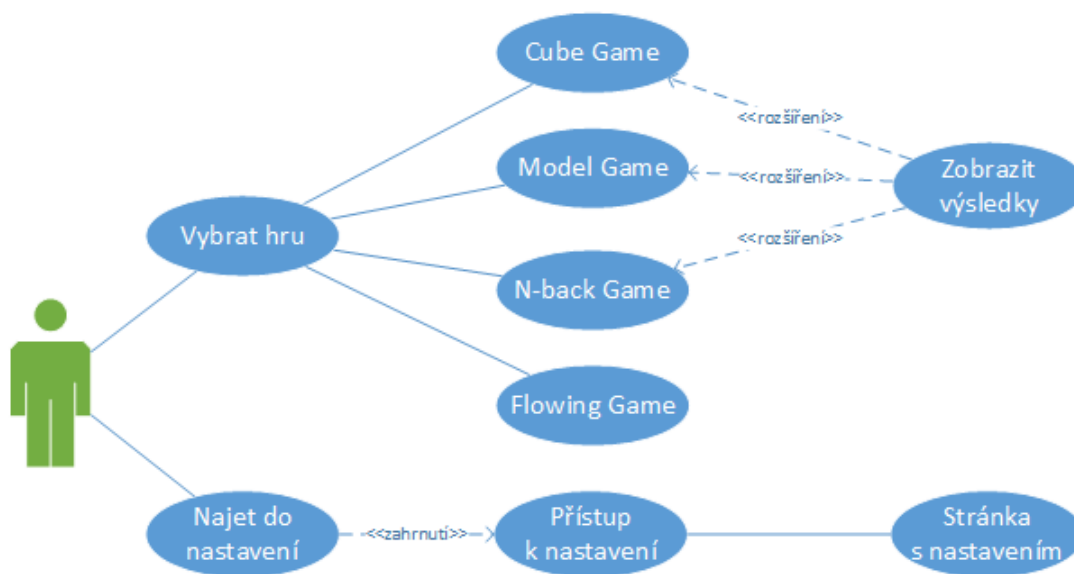 Cube Game
<<rozšíření>>
Model Game
<<rozšíření>>
Zobrazit
výsledky
Vybrat hru
<<rozšíření>>
N-back Game
Flowing Game
Najet do
nastavení
<<zahrnutí>>
Přístup
k nastavení
Stránka
s nastavením